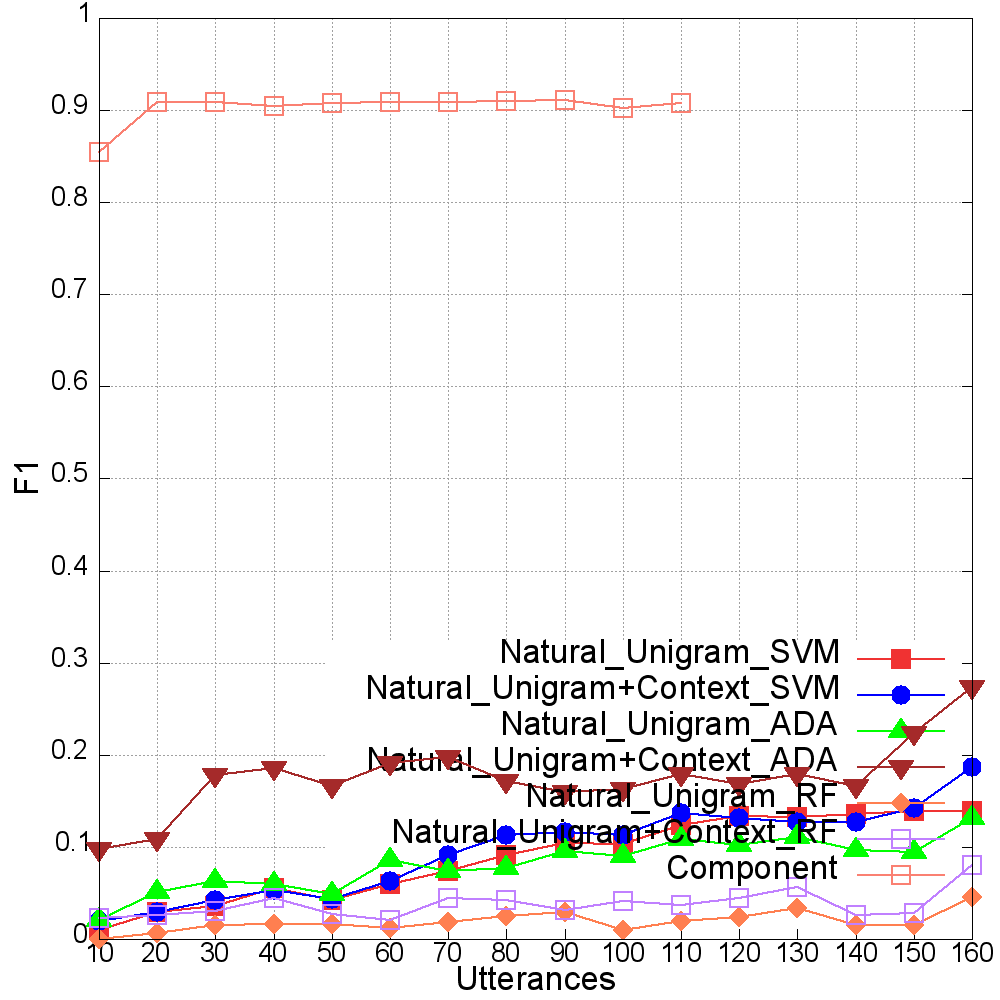 1
0.9
0.8
0.7
0.6
0.5
0.4
0.3
0.2
0.1
0
F1
Natural_Unigram_SVM
Natural_Unigram+Context_SVM
Natural_Unigram_ADA
Natural_Unigram+Context_ADA
Natural_Unigram_RF
Natural_Unigram+Context_RF
Component
10 20 30 40 50 60 70 80 90 100 110 120 130 140 150 160
Utterances